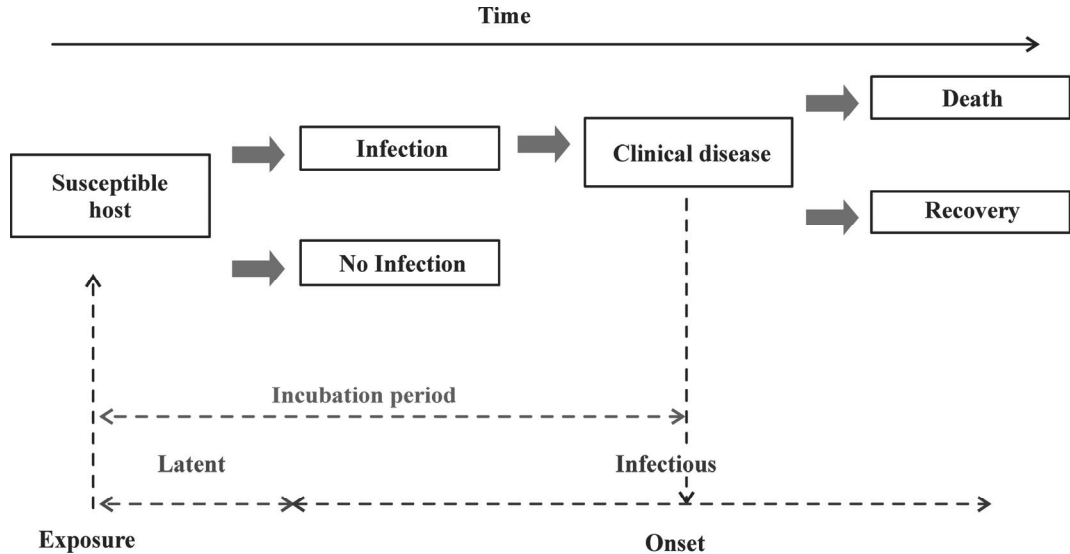 Time
Death
Infection
Clinical disease
Susceptible
host
Recovery
No Infection
Incubation period
Latent
Infectious
Exposure
Onset